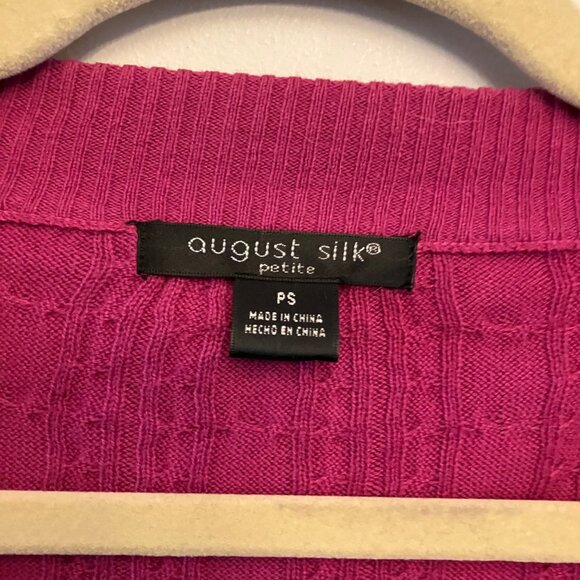 august silk®
petite
PS
MADE IN CHINA
HECHO EN CHINA